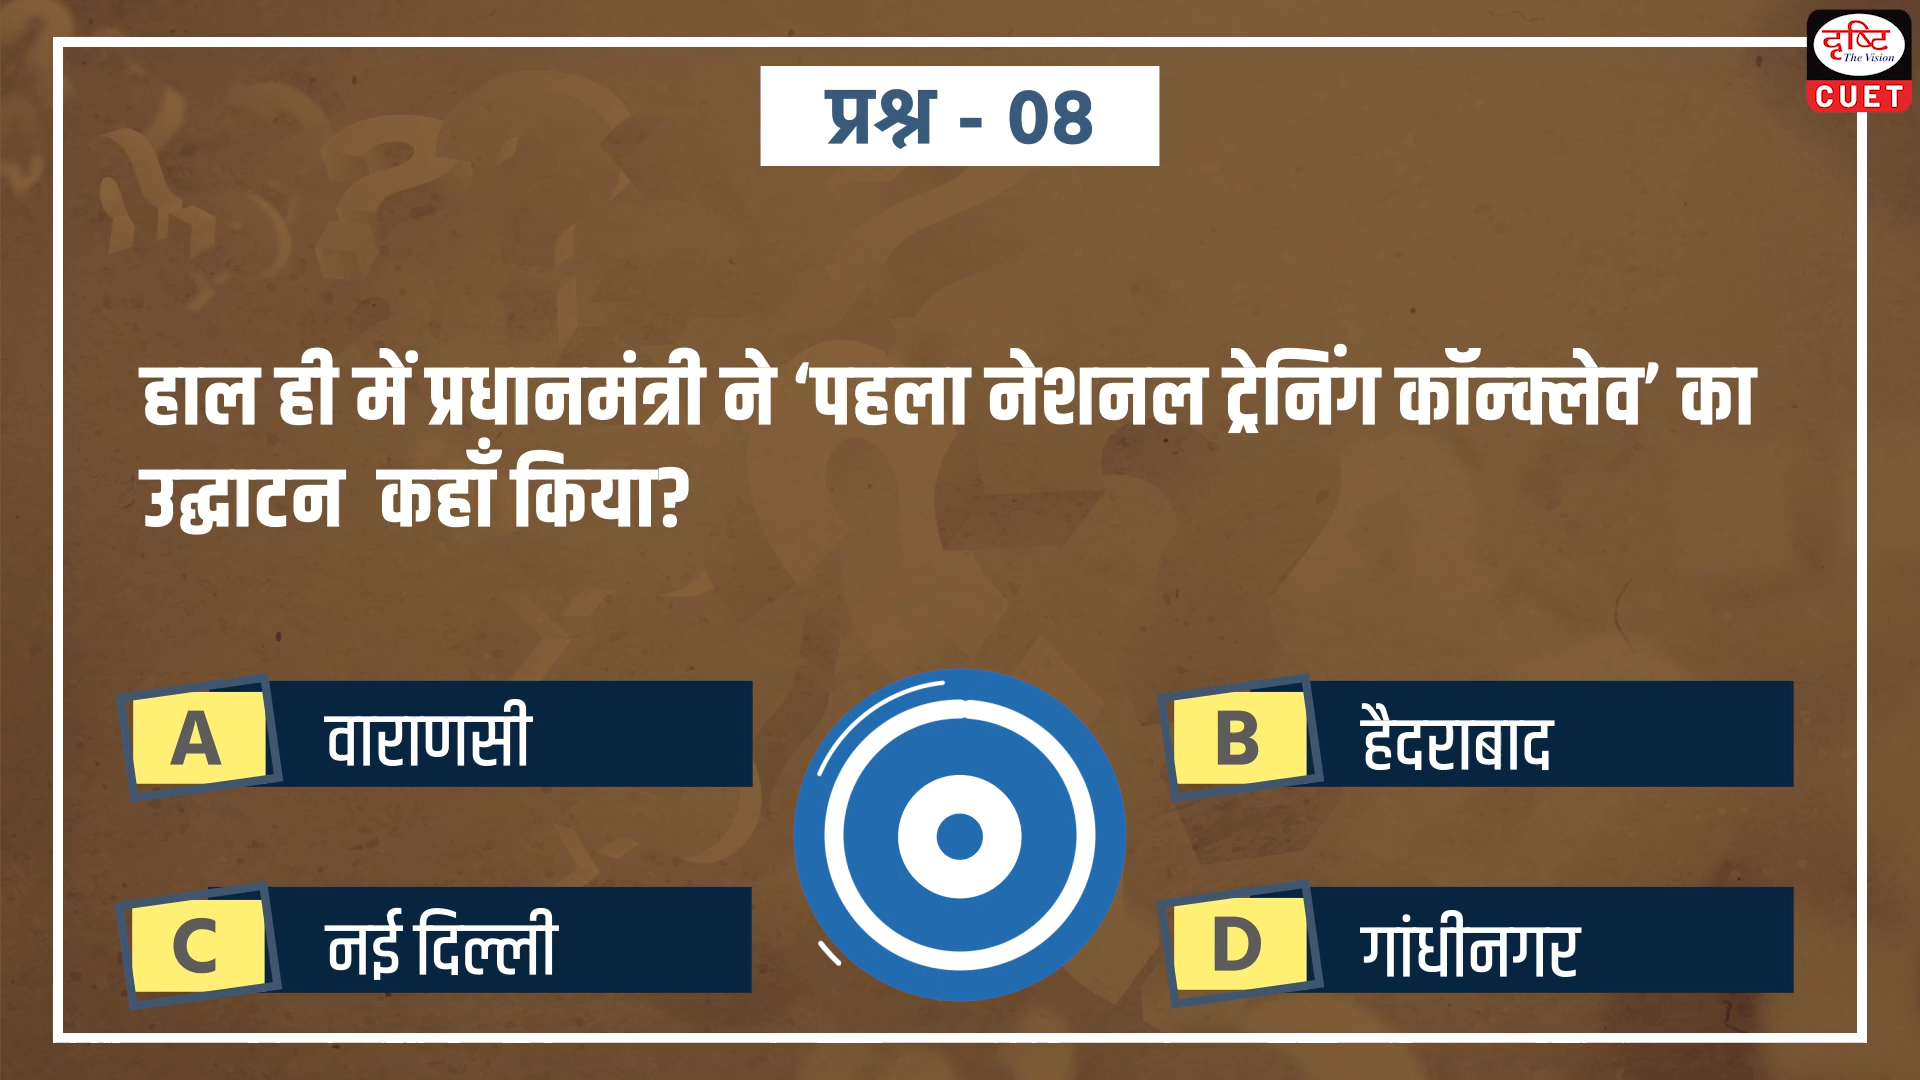 दृष्टि
The Vision
CUET
प्रश्न - 08
हाल ही में प्रधानमंत्री ने ‘पहला नेशनल ट्रेनिंग कॉन्क्लेव’ का
उद्घाटन कहाँ किया?
A वाराणसी
B हैदराबाद
C नई दिल्ली
D गांधीनगर